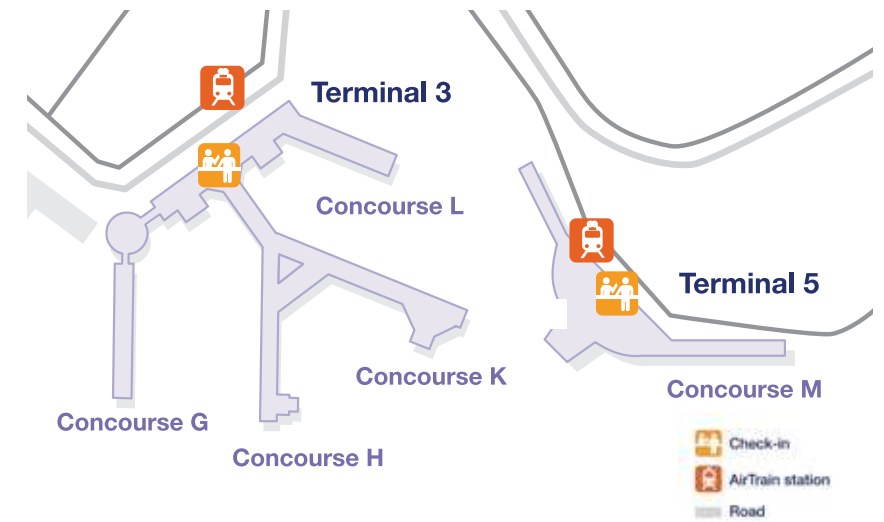 Terminal 3
Concourse L
Terminal 5
Concourse K
Concourse M
Concourse G
Concourse H
Check-in
AirTrain station
Road